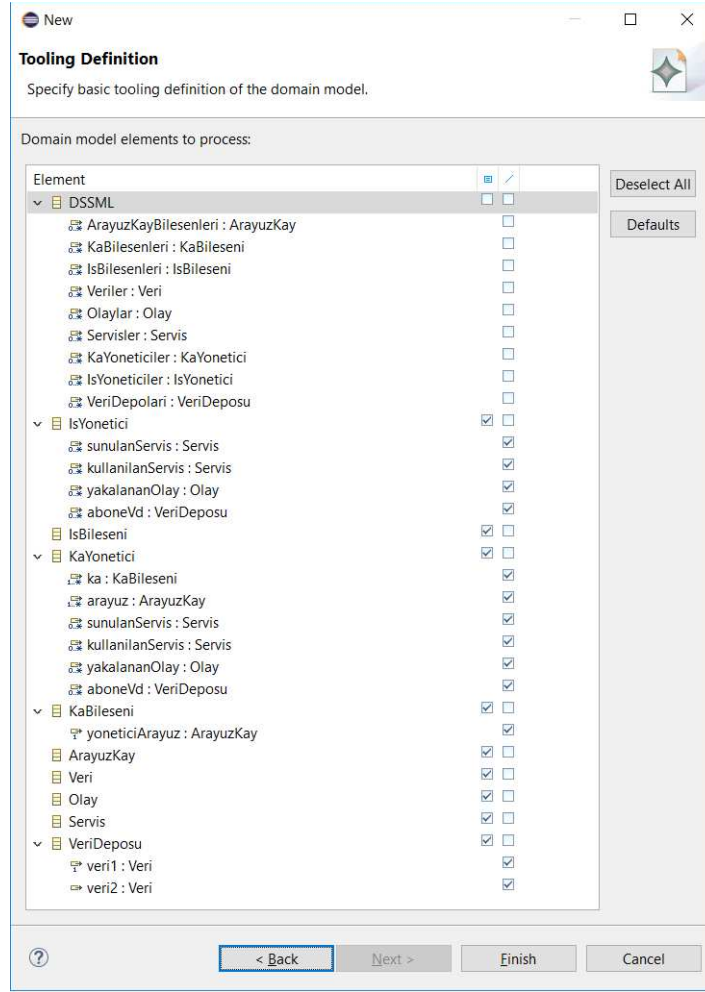 New
Tooling Definition
Specify basic tooling definition of the domain model.
Domain model elements to process:
Element
Deselect All
DSSML
ArayuzKayBilesenleri : ArayuzKay
Defaults
KaBilesenleri : KaBileseni
IsBilesenleri : IsBileseni
Veriler : Veri
Olaylar : Olay
Servisler : Servis
KaYoneticiler : KaYonetici
IsYoneticiler : IsYonetici
VeriDepolari : VeriDeposu
IsYonetici
sunulanServis : Servis
kullanilanServis : Servis
yakalananOlay : Olay
aboneVd : VeriDeposu
IsBileseni
KaYonetici
ka : KaBileseni
arayuz : ArayuzKay
sunulanServis : Servis
kullanilanServis : Servis
yakalananOlay : Olay
aboneVd : VeriDeposu
KaBileseni
yoneticiArayuz : ArayuzKay
ArayuzKay
Veri
Olay
Servis
VeriDeposu
veri1 : Veri
veri2 : Veri
? < Back Next > Finish Cancel